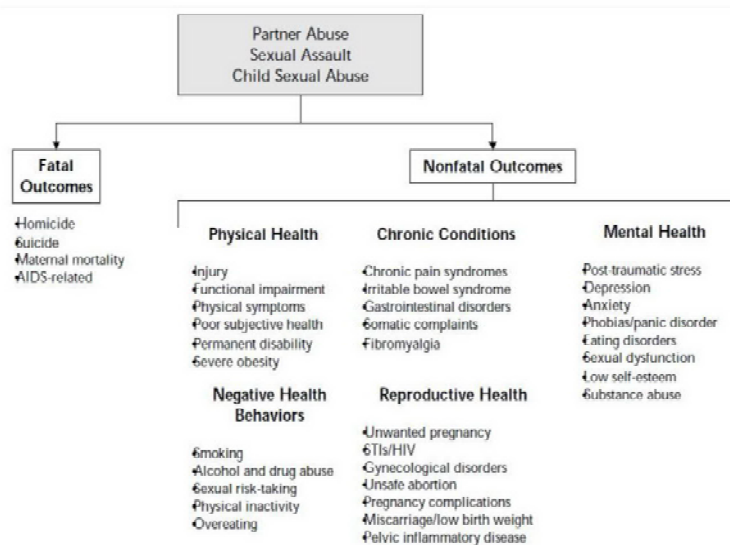 Partner Abuse
Sexual Assault
Child Sexual Abuse
Fatal
Outcomes
Homicide
Suicide
Maternal mortality
AIDS-related
Nonfatal Outcomes
Physical Health
Injury
Functional impairment
Physical symptoms
Poor subjective health
Permanent disability
Severe obesity
Negative Health
Behaviors
Smoking
Alcohol and drug abuse
Sexual risk-taking
Physical inactivity
Overeating
Chronic Conditions
Chronic pain syndromes
Irritable bowel syndrome
Gastrointestinal disorders
Somatic complaints
Fibromyalgia
Reproductive Health
Unwanted pregnancy
STIs/HIV
Gynecological disorders
Unsafe abortion
Pregnancy complications
Miscarriage/low birth weight
Pelvic inflammatory disease
Mental Health
Post-traumatic stress
Depression
Anxiety
Phobias/panic disorder
Eating disorders
Sexual dysfunction
Low self-esteem
Substance abuse